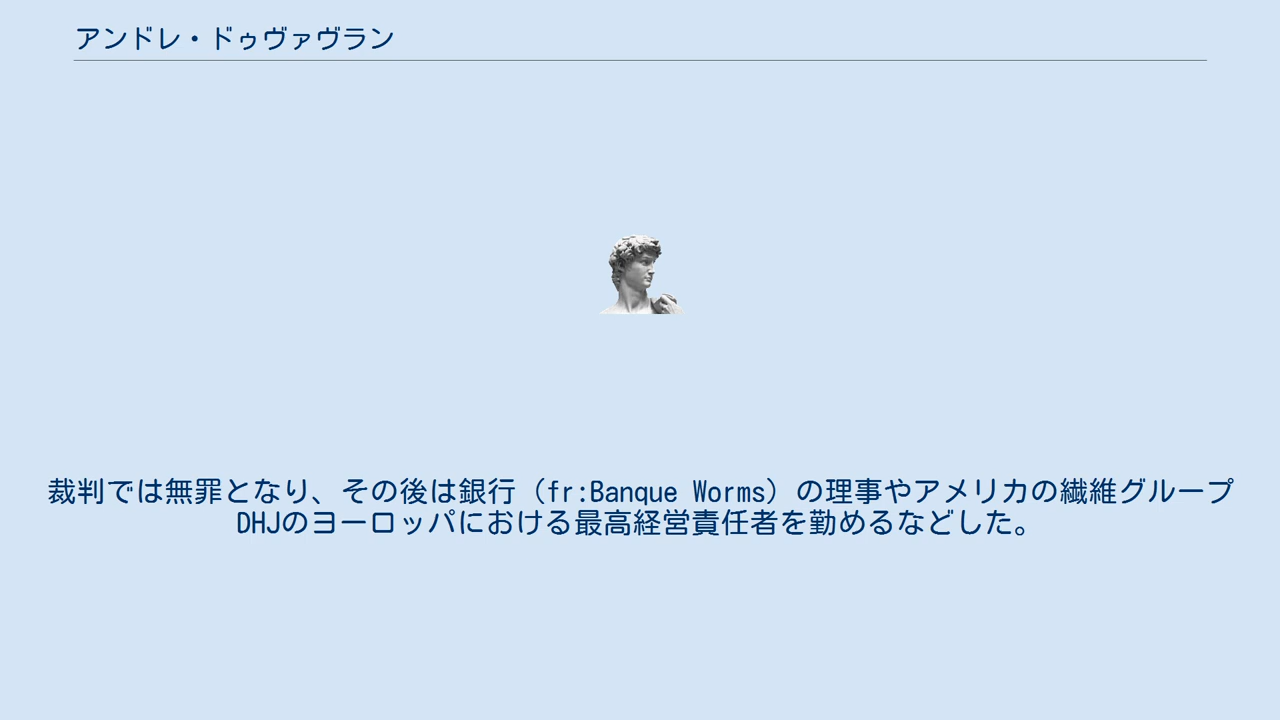 アンドレ・ドゥヴァヴラン
裁判では無罪となり、その後は銀行（fr:Banque Worms）の理事やアメリカの繊維グループ
DHJのヨーロッパにおける最高経営責任者を勤めるなどした。